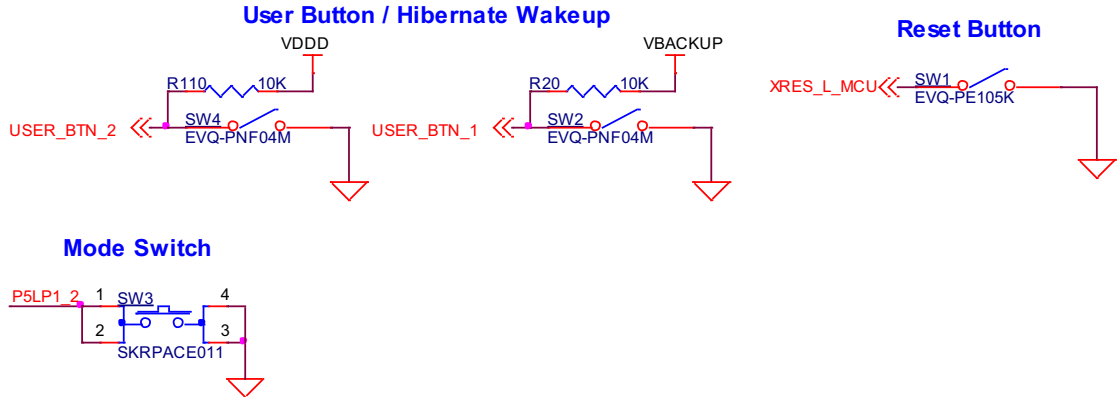 User Button / Hibernate Wakeup
Reset Button
VDDD
VBACKUP
R110 10K
R20 10K
XRES_L_MCU
SW1
EVQ-PE105K
USER_BTN_2
SW4
EVQ-PNF04M
USER_BTN_1
SW2
EVQ-PNF04M
Mode Switch
P5LP1_2
1
SW3
4
2
3
SKRPACE011